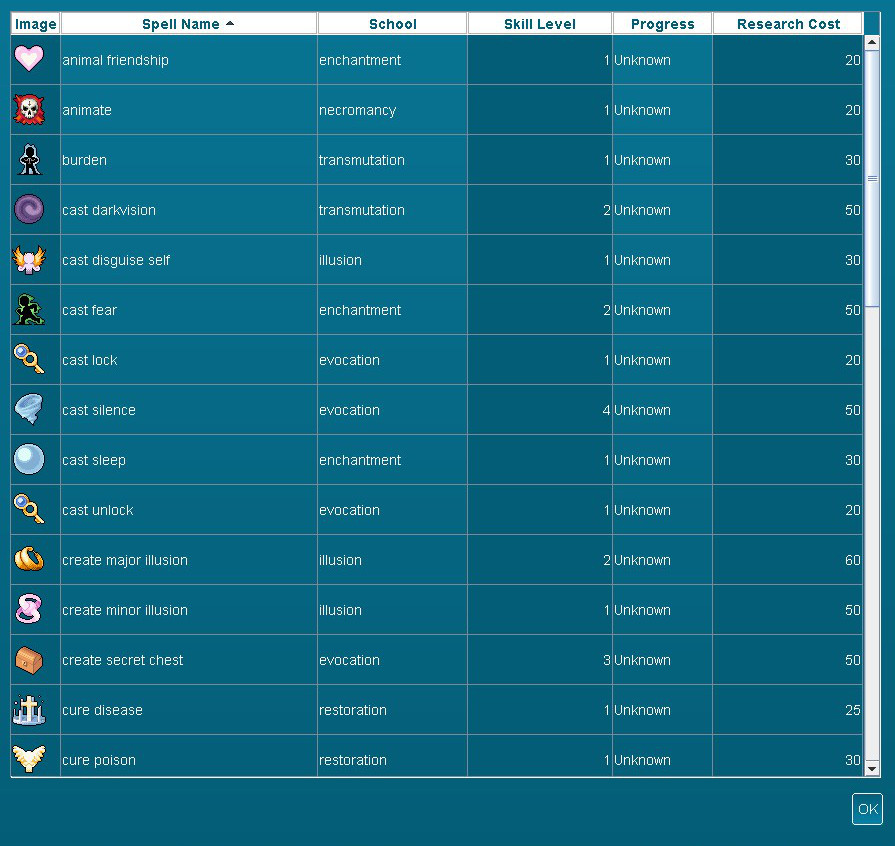 Image Spell Name School Skill Level Progress Research Cost
animal friendship enchantment 1 Unknown 20
animate necromancy 1 Unknown 20
burden transmutation 1 Unknown 30
cast darkvision transmutation 2 Unknown 50
cast disguise self illusion 1 Unknown 30
cast fear enchantment 2 Unknown 50
cast lock evocation 1 Unknown 20
cast silence evocation 4 Unknown 50
cast sleep enchantment 1 Unknown 30
cast unlock evocation 1 Unknown 20
create major illusion illusion 2 Unknown 60
create minor illusion illusion 1 Unknown 50
create secret chest evocation 3 Unknown 50
cure disease restoration 1 Unknown 25
cure poison restoration 1 Unknown 30
OK